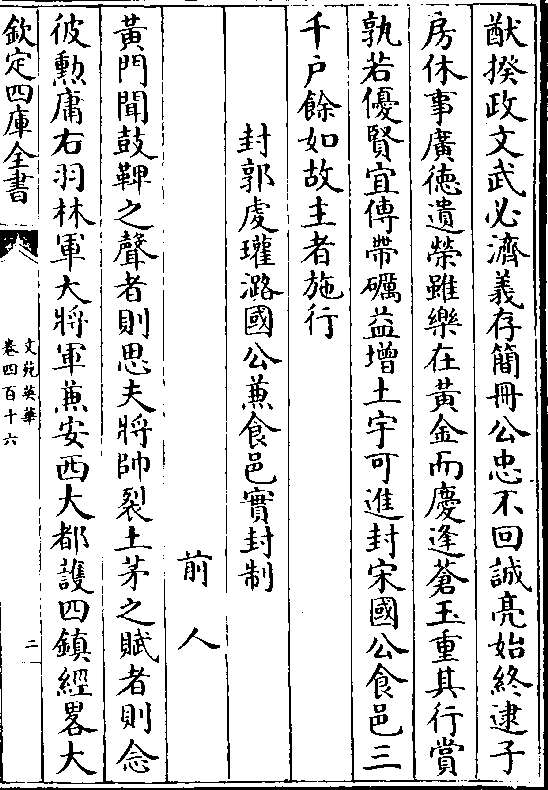 猷揆政文武必濟義存簡冊公忠不回誠亮始終逮子
房休事廣徳遺榮雖樂在黃金而慶逢蒼玉重其行賞
孰若優賢宜傳帶礪益增土宇可進封宋國公食邑三
千户餘如故主者施行
封郭虔瓘潞國公兼食邑實封制
前人
黃門聞鼓鞞之聲者則思夫將帥裂土茅之賦者則念
彼勲庸右羽林軍大將軍兼安西大都護四鎮經畧大
欽定四庫全書
文苑英華
卷四百十六
二